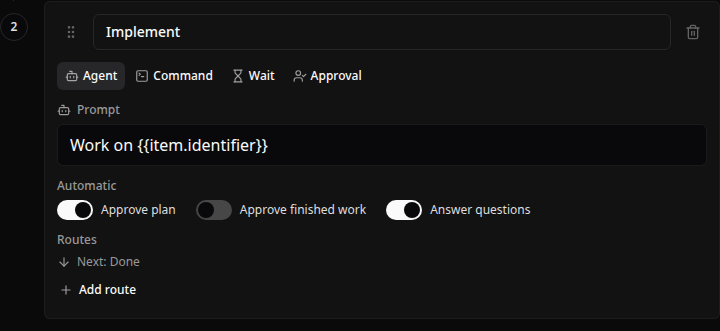 2
Implement
Agent Command Wait Approval
Prompt
Work on {{item.identifier}}
Automatic
Approve plan Approve finished work Answer questions
Routes
Next: Done
Add route